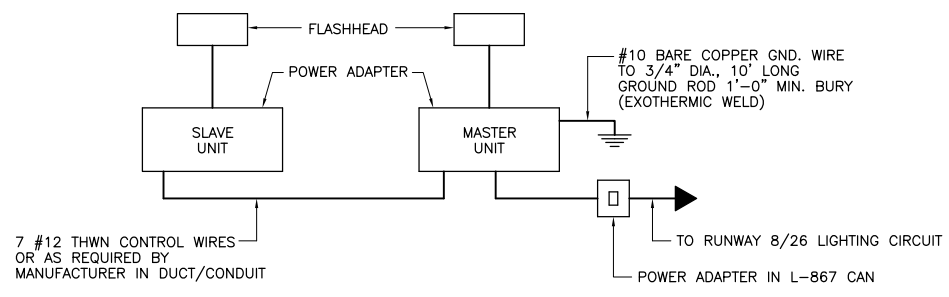 FLASHHEAD
#10 BARE COPPER GND. WIRE
TO 3/4" DIA., 10' LONG
GROUND ROD 1'-0" MIN. BURY
(EXOTHERMIC WELD)
POWER ADAPTER
SLAVE
UNIT
MASTER
UNIT
7 #12 THWN CONTROL WIRES
OR AS REQUIRED BY
MANUFACTURER IN DUCT/CONDUIT
TO RUNWAY 8/26 LIGHTING CIRCUIT
POWER ADAPTER IN L-867 CAN